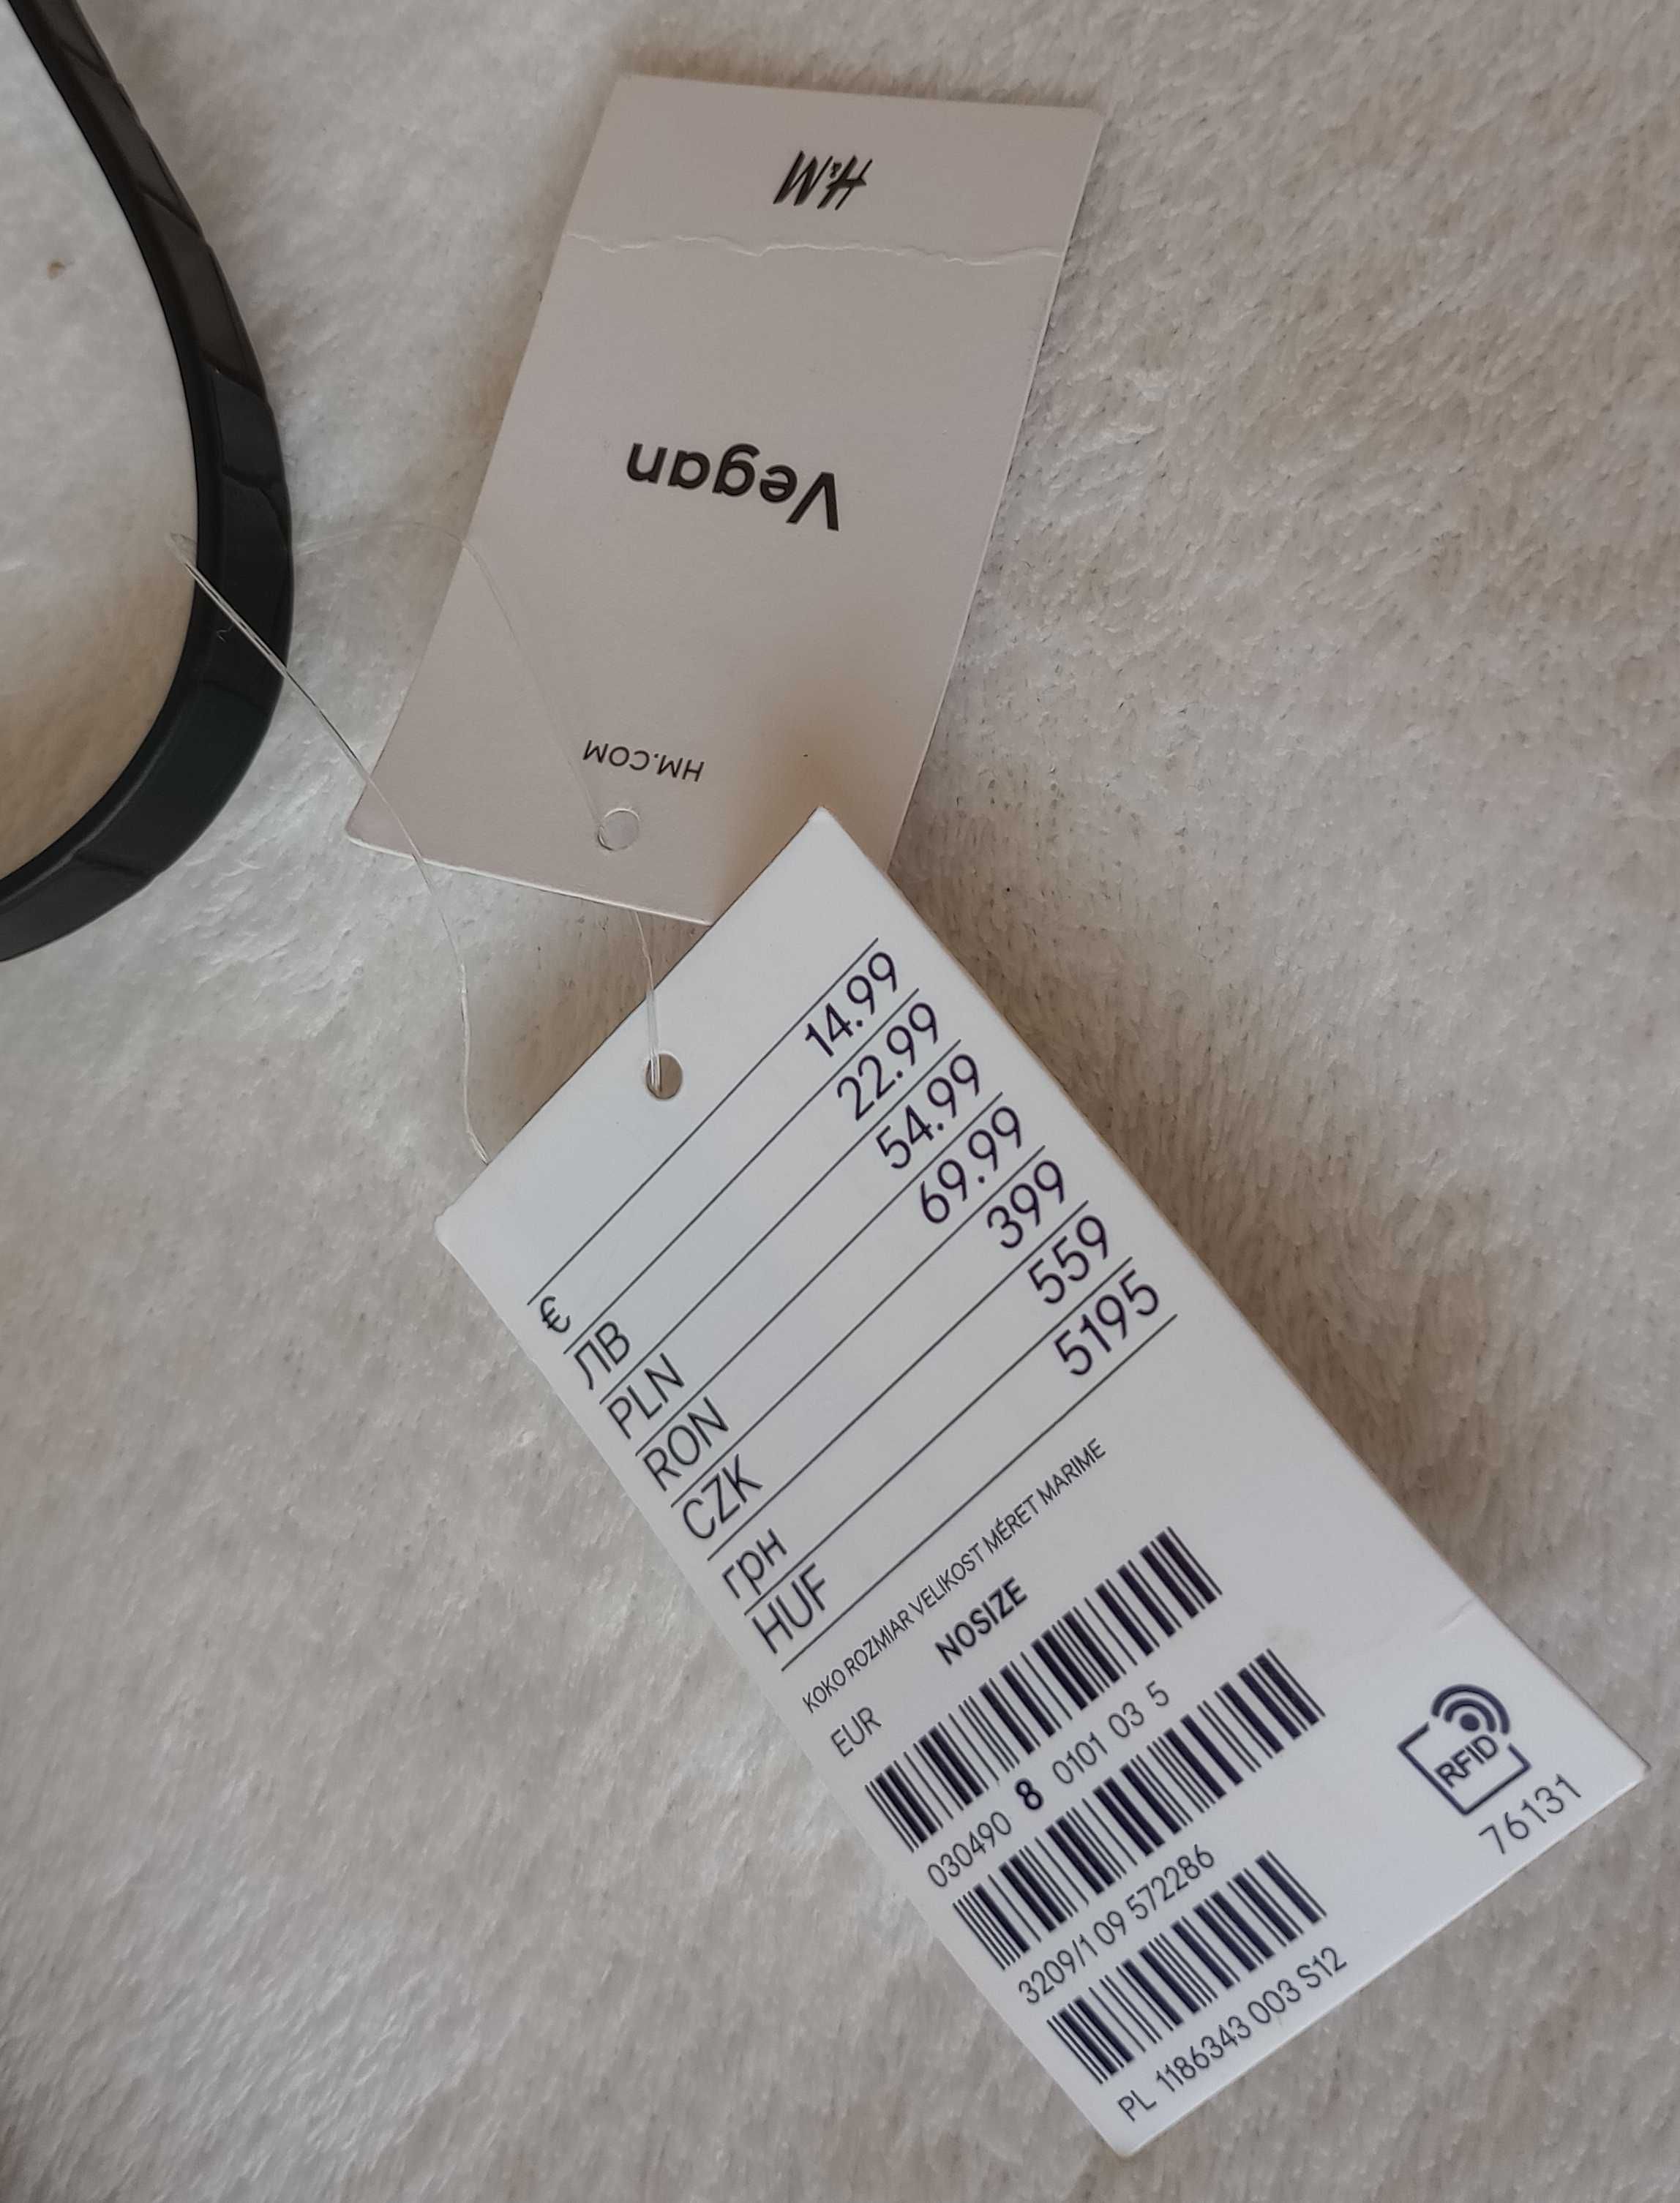 H&M
Vegan
HM.COM
€ 14.99
ЛВ 22.99
PLN 54.99
RON 69.99
CZK 399
грн 559
HUF 5195
KOKO ROZMIAR VELIKOST MÉRET MARIME
EUR NOSIZE
030490 8 0101 03 5
3209/1 09 572286
PL 1186343 003 S12
RFID
76131